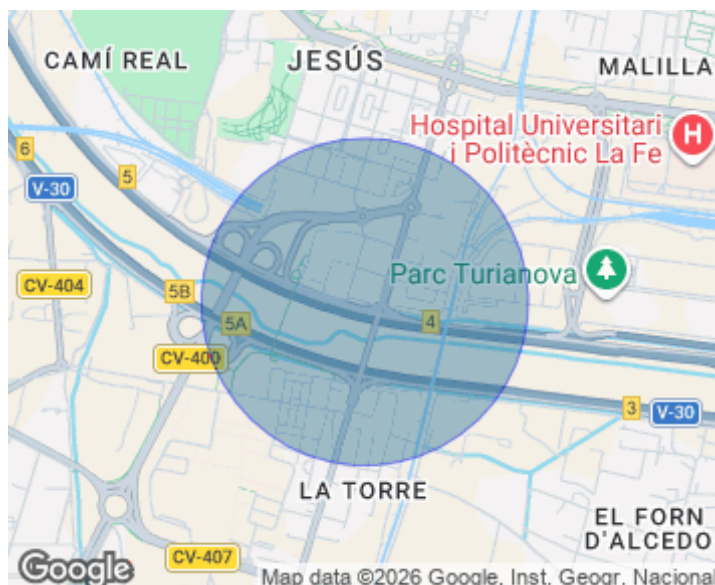 CAMÍ REAL
JESÚS
MALILLA
Hospital Universitari
i Politècnic La Fe
H
6
5
V-30
Parc Turianova
CV-404
5B
5A
4
CV-400
3
V-30
LA TORRE
EL FORN
D'ALCEDO
CV-407
Google
Map data ©2026 Google, Inst. Geogr. Nacional